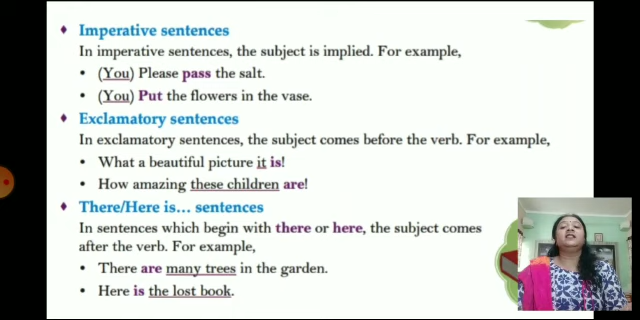 Imperative sentences
In imperative sentences, the subject is implied. For example,
• (You) Please pass the salt.
• (You) Put the flowers in the vase.
Exclamatory sentences
In exclamatory sentences, the subject comes before the verb. For example,
• What a beautiful picture it is!
• How amazing these children are!
There/Here is... sentences
In sentences which begin with there or here, the subject comes
after the verb. For example,
• There are many trees in the garden.
• Here is the lost book.